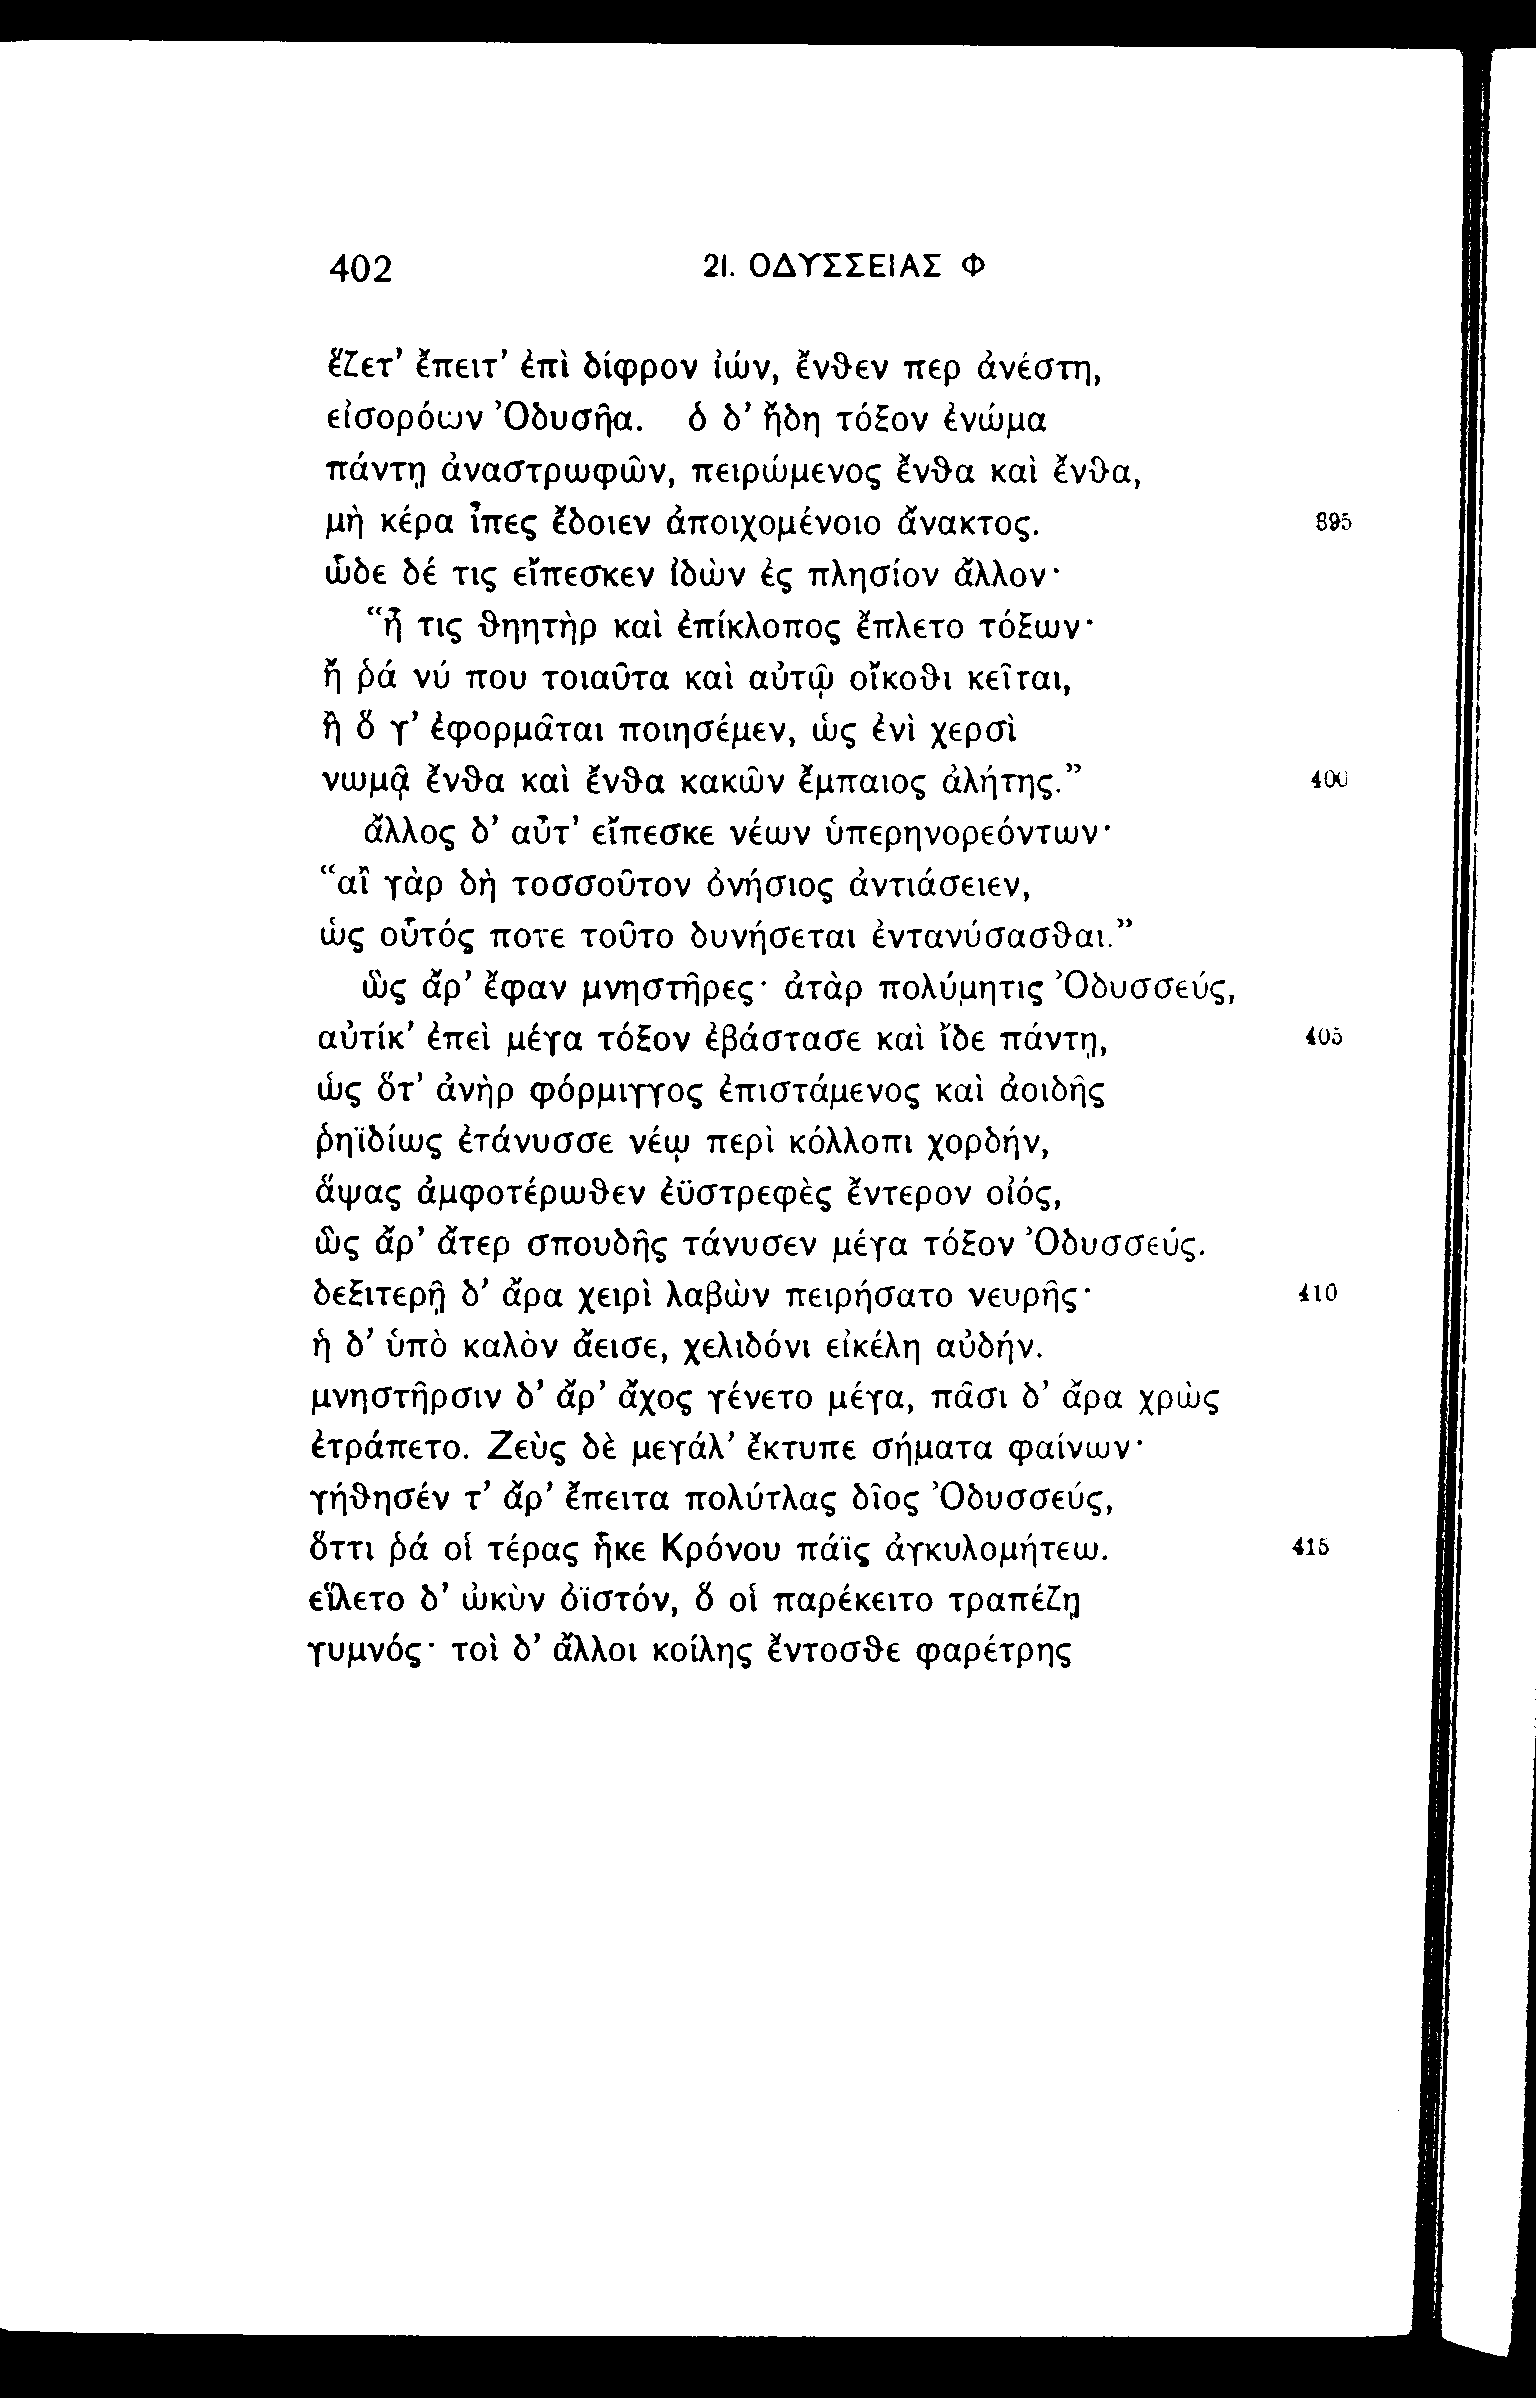 402 21. ΟΔΥΣΣΕΙΑΣ Φ
ἕζετ’ ἔπειτ’ ἐπὶ δίφρον ἰών, ἔνθεν περ ἀνέστη,
εἰσορόων Ὀδυσῆα. ὁ δ’ ἤδη τόξον ἐνώμα
πάντῃ ἀναστρωφῶν, πειρώμενος ἔνθα καὶ ἔνθα,
μὴ κέρα ἶπες ἔδοιεν ἀποιχομένοιο ἄνακτος. 395
ὧδε δέ τις εἴπεσκεν ἰδὼν ἐς πλησίον ἄλλον·
“ἦ τις θηητὴρ καὶ ἐπίκλοπος ἔπλετο τόξων·
ἤ ῥά νύ που τοιαῦτα καὶ αὐτῷ οἴκοθι κεῖται,
ἢ ὅ γ’ ἐφορμᾶται ποιησέμεν, ὡς ἐνὶ χερσὶ
νωμᾷ ἔνθα καὶ ἔνθα κακῶν ἔμπαιος ἀλήτης.” 400
ἄλλος δ’ αὖτ’ εἴπεσκε νέων ὑπερηνορεόντων·
“αἲ γὰρ δὴ τοσσοῦτον ὀνήσιος ἀντιάσειεν,
ὡς οὗτός ποτε τοῦτο δυνήσεται ἐντανύσασθαι.”
ὣς ἄρ’ ἔφαν μνηστῆρες· ἀτὰρ πολύμητις Ὀδυσσεύς,
αὐτίκ’ ἐπεὶ μέγα τόξον ἐβάστασε καὶ ἴδε πάντῃ, 405
ὡς ὅτ’ ἀνὴρ φόρμιγγος ἐπιστάμενος καὶ ἀοιδῆς
ῥηϊδίως ἐτάνυσσε νέῳ περὶ κόλλοπι χορδήν,
ἅψας ἀμφοτέρωθεν ἐϋστρεφὲς ἔντερον οἰός,
ὣς ἄρ’ ἄτερ σπουδῆς τάνυσεν μέγα τόξον Ὀδυσσεύς.
δεξιτερῇ δ’ ἄρα χειρὶ λαβὼν πειρήσατο νευρῆς· 410
ἡ δ’ ὑπὸ καλὸν ἄεισε, χελιδόνι εἰκέλη αὐδήν.
μνηστῆρσιν δ’ ἄρ’ ἄχος γένετο μέγα, πᾶσι δ’ ἄρα χρὼς
ἐτράπετο. Ζεὺς δὲ μεγάλ’ ἔκτυπε σήματα φαίνων·
γήθησέν τ’ ἄρ’ ἔπειτα πολύτλας δῖος Ὀδυσσεύς,
ὅττι ῥά οἱ τέρας ἧκε Κρόνου πάϊς ἀγκυλομήτεω. 415
εἵλετο δ’ ὠκὺν ὀϊστόν, ὅ οἱ παρέκειτο τραπέζῃ
γυμνός· τοὶ δ’ ἄλλοι κοίλης ἔντοσθε φαρέτρης